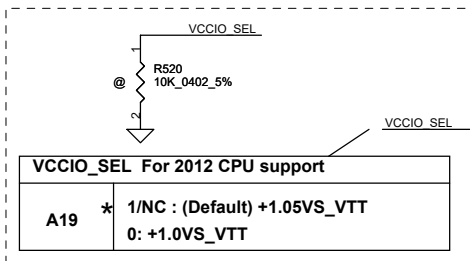 VCCIO_SEL
1
R520
@ 10K_0402_5%
2
VCCIO_SEL
VCCIO_SEL For 2012 CPU support
A19 * 1/NC : (Default) +1.05VS_VTT
0: +1.0VS_VTT